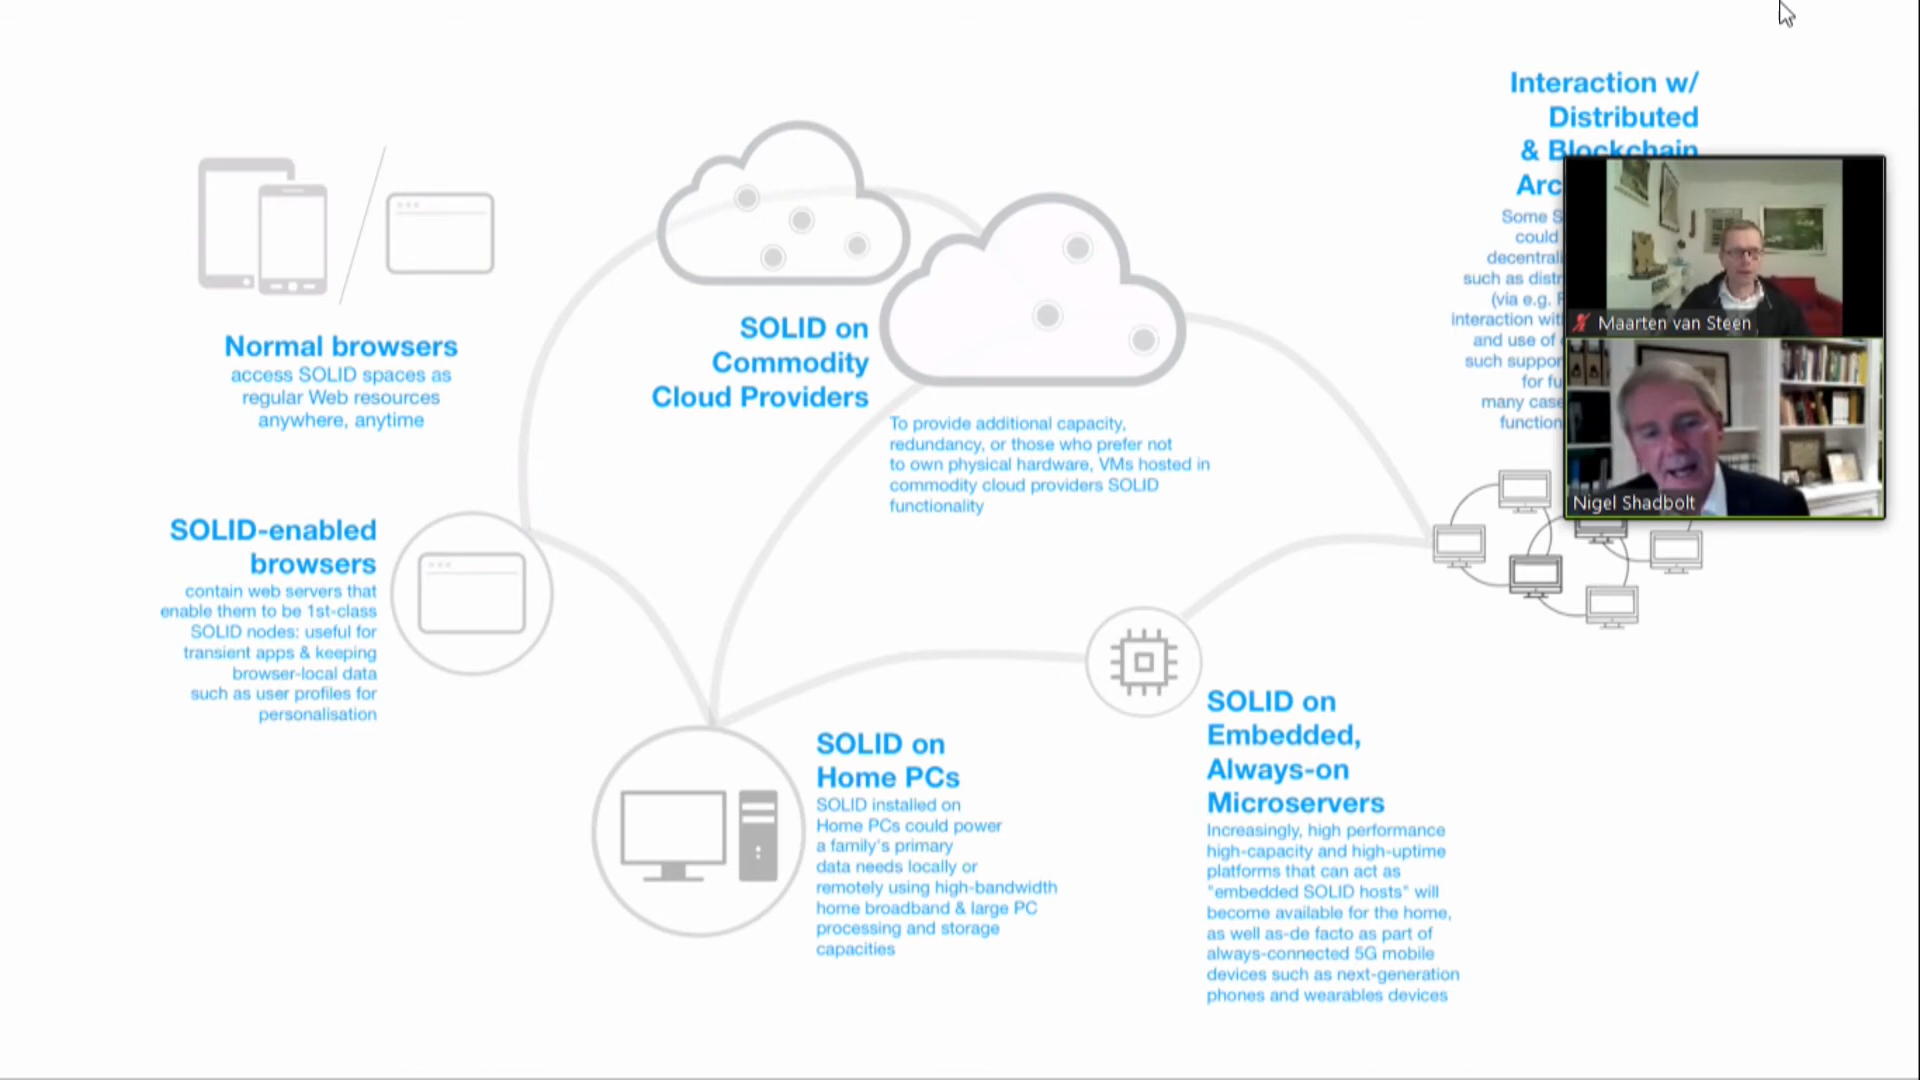 Normal browsers
access SOLID spaces as
regular Web resources
anywhere, anytime
SOLID-enabled
browsers
contain web servers that
enable them to be 1st-class
SOLID nodes: useful for
transient apps & keeping
browser-local data
such as user profiles for
personalisation
SOLID on
Commodity
Cloud Providers
To provide additional capacity,
redundancy, or those who prefer not
to own physical hardware, VMs hosted in
commodity cloud providers SOLID
functionality
SOLID on
Home PCs
SOLID installed on
Home PCs could power
a family's primary
data needs locally or
remotely using high-bandwidth
home broadband & large PC
processing and storage
capacities
SOLID on
Embedded,
Always-on
Microservers
Increasingly, high performance
high-capacity and high-uptime
platforms that can act as
"embedded SOLID hosts" will
become available for the home,
as well as-de facto as part of
always-connected 5G mobile
devices such as next-generation
phones and wearables devices
Interaction w/
Distributed
& Blockchain
Some
could
such as
(via e.g.
interaction
and use of
such
for
many
Maarten van Steen
Nigel Shadbolt